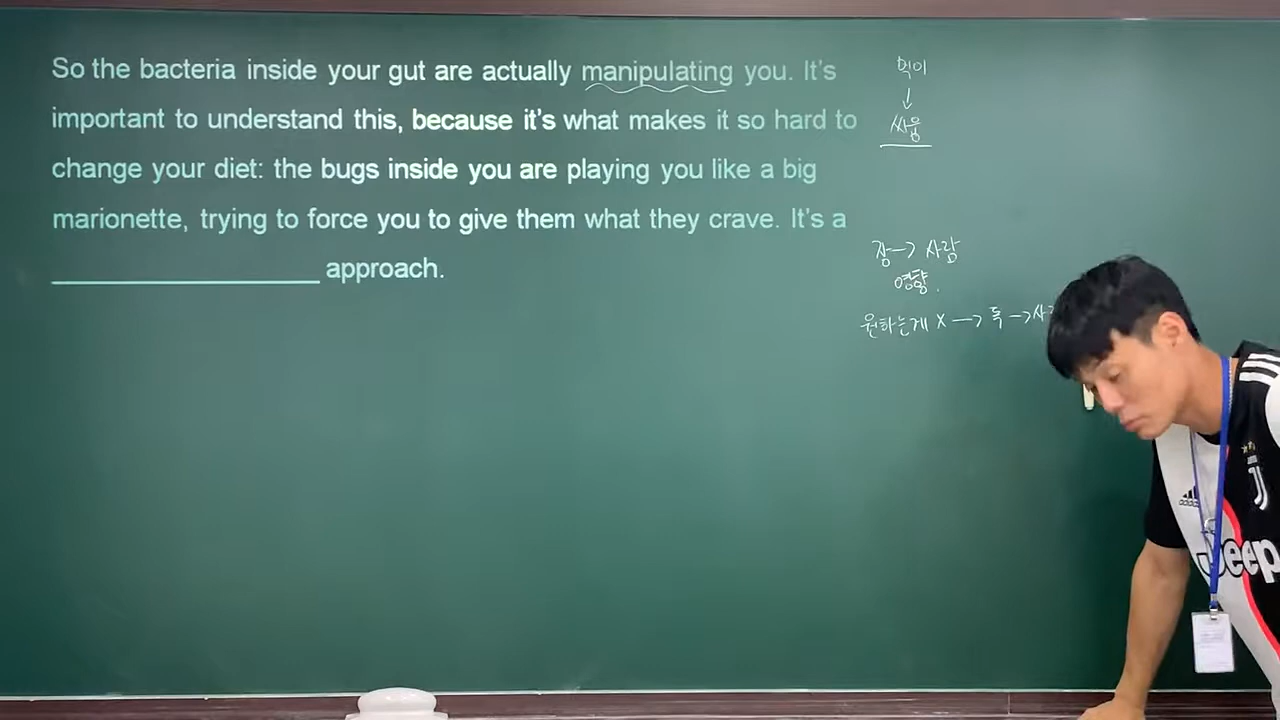 So the bacteria inside your gut are actually manipulating you. It's
important to understand this, because it's what makes it so hard to
change your diet: the bugs inside you are playing you like a big
marionette, trying to force you to give them what they crave. It's a
____________________ approach.
먹이
↓
싸움
장 → 사람
영향.
원하는게 X → 독 → 사
adidas
Jeep